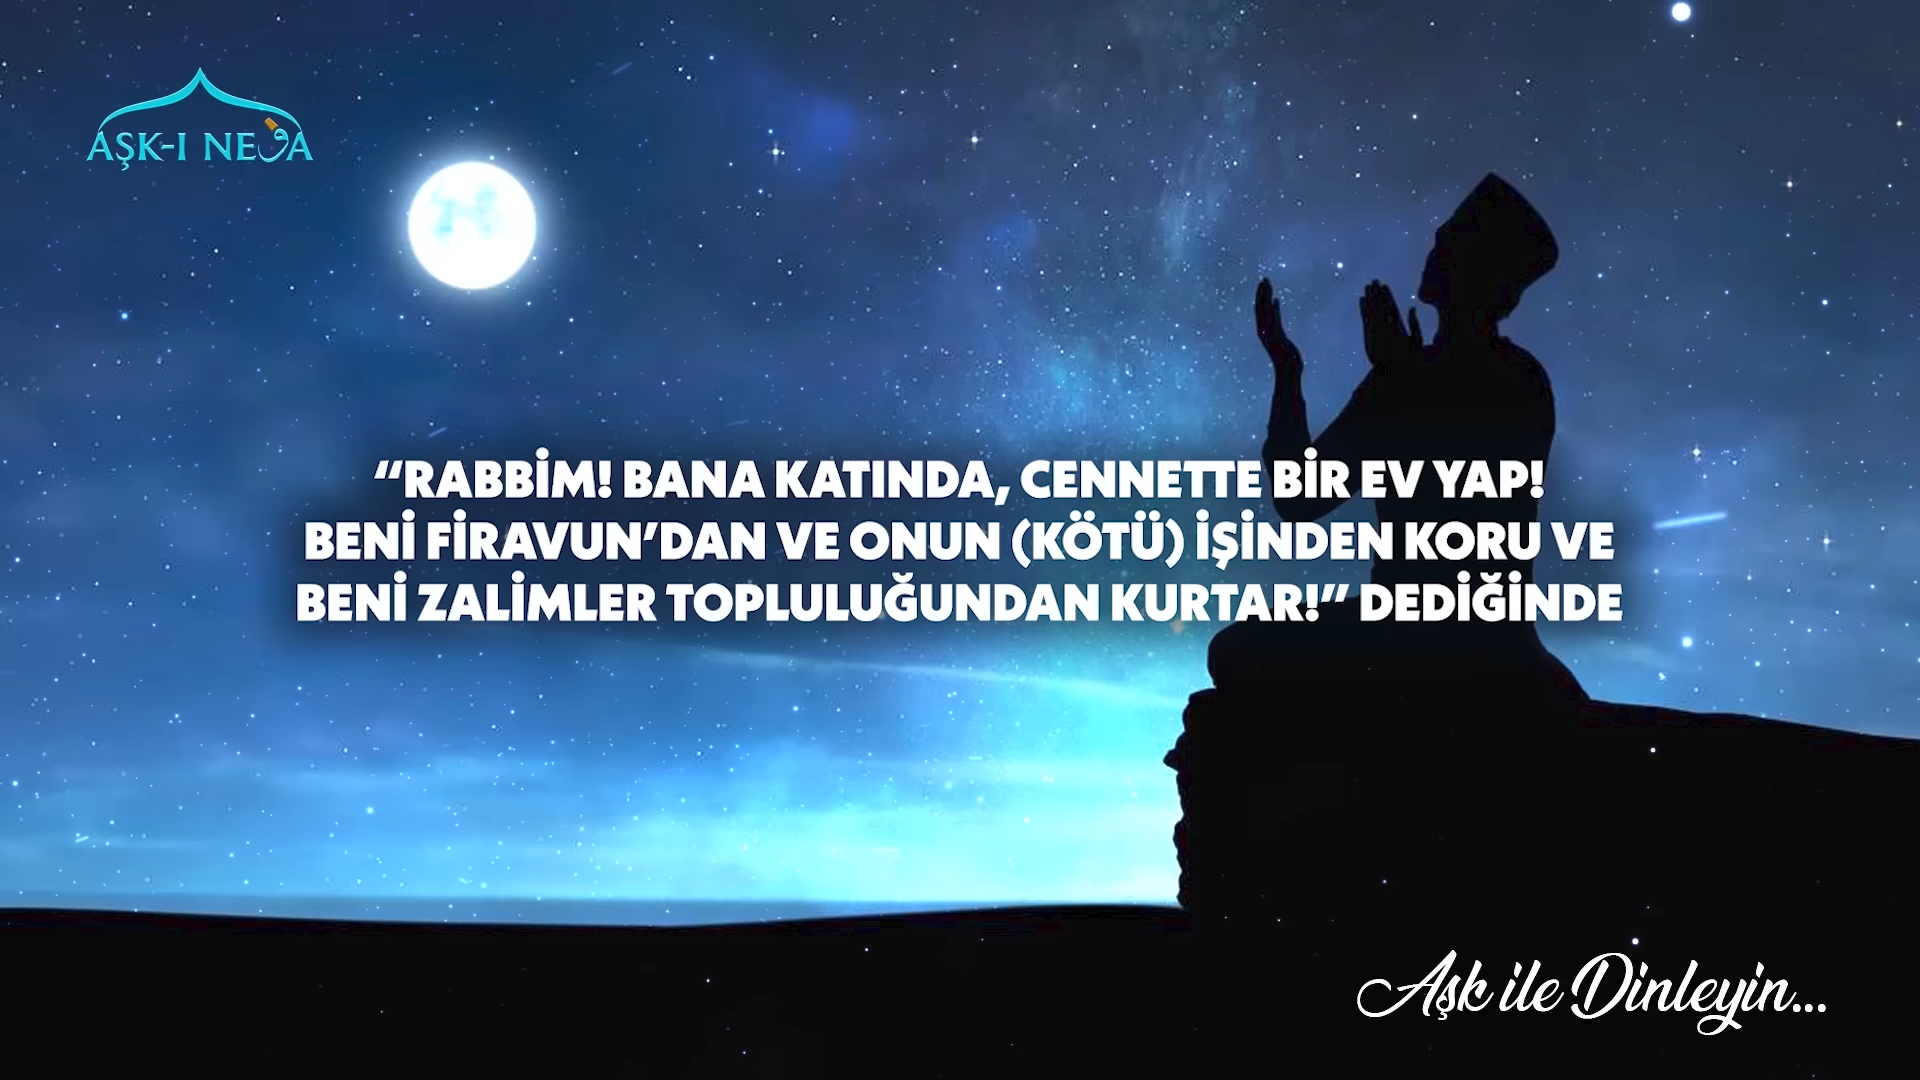 AŞK-I NEVA
“RABBİM! BANA KATINDA, CENNETTE BİR EV YAP!
BENİ FİRAVUN’DAN VE ONUN (KÖTÜ) İŞİNDEN KORU VE
BENİ ZALİMLER TOPLULUĞUNDAN KURTAR!” DEDİĞİNDE
Aşk ile Dinleyin...